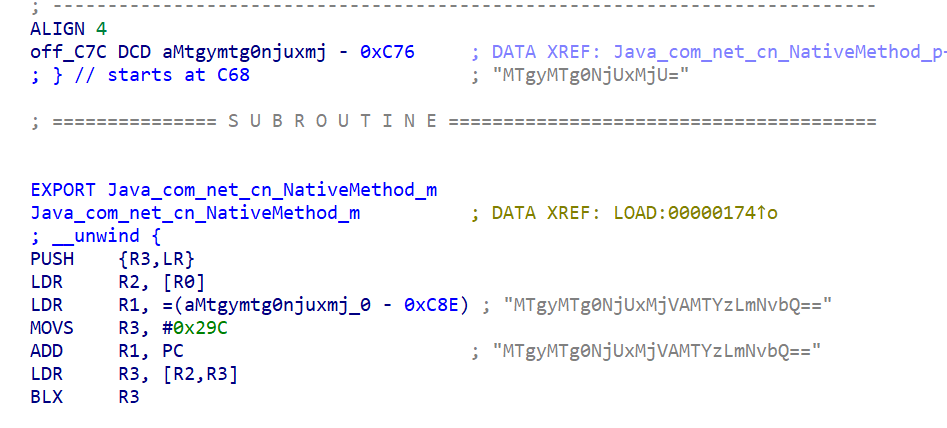 ; ---------------------------------------------------------------------------
ALIGN 4
off_C7C DCD aMtgymtg0njuxmj - 0xC76 ; DATA XREF: Java_com_net_cn_NativeMethod_p
; } // starts at C68 ; "MTgyMTg0NjUxMjU="
; =============== S U B R O U T I N E =======================================
EXPORT Java_com_net_cn_NativeMethod_m
Java_com_net_cn_NativeMethod_m ; DATA XREF: LOAD:00000174↑o
; __unwind {
PUSH {R3,LR}
LDR R2, [R0]
LDR R1, =(aMtgymtg0njuxmj_0 - 0xC8E) ; "MTgyMTg0NjUxMjVAMTYzLmNvbQ=="
MOVS R3, #0x29C
ADD R1, PC ; "MTgyMTg0NjUxMjVAMTYzLmNvbQ=="
LDR R3, [R2,R3]
BLX R3